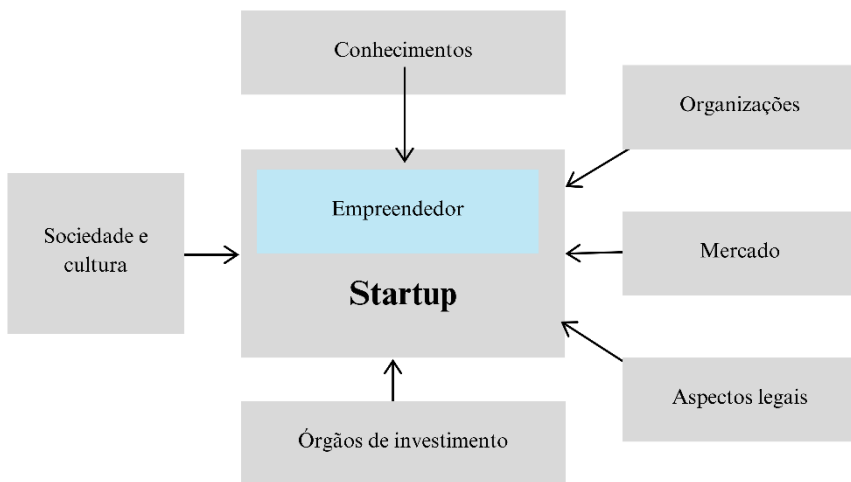 Conhecimentos
Organizações
Empreendedor
Sociedade e
cultura
Mercado
Startup
Aspectos legais
Órgãos de investimento